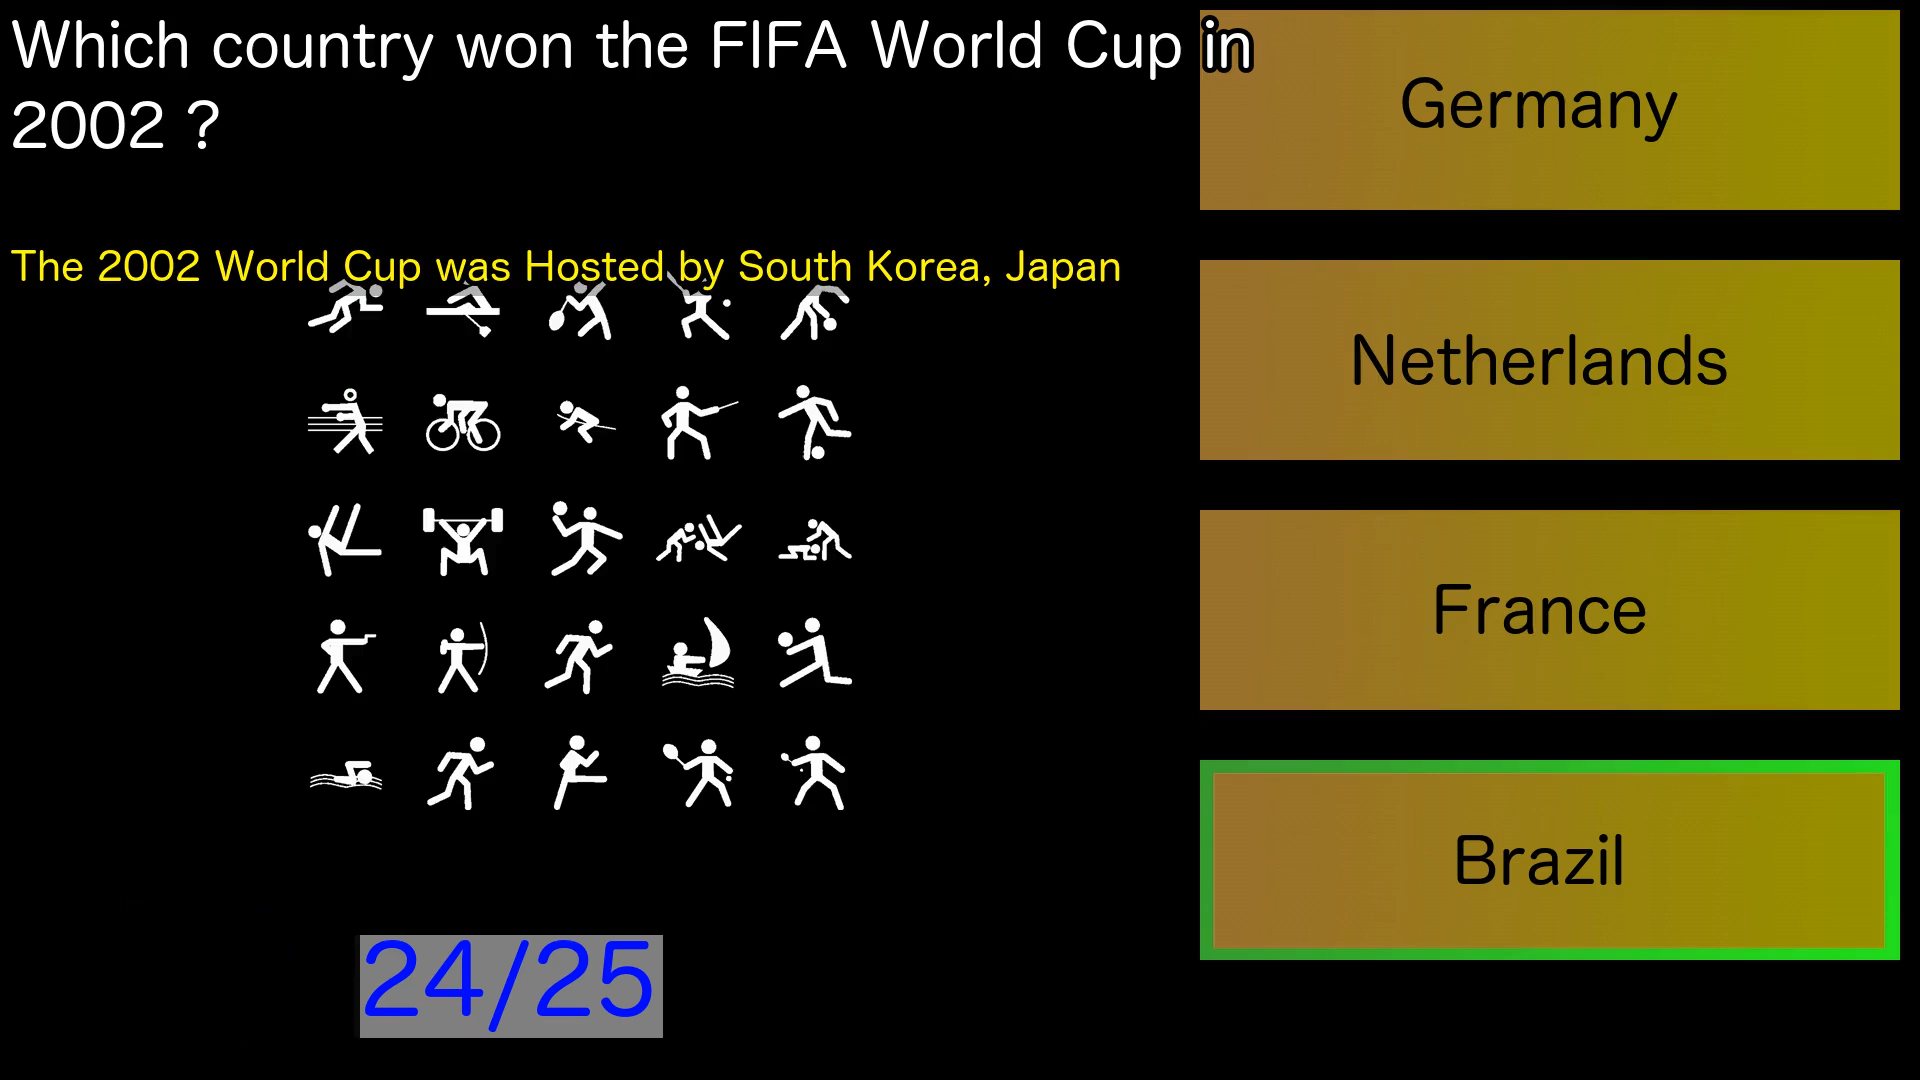 Which country won the FIFA World Cup in
2002 ?
The 2002 World Cup was Hosted by South Korea, Japan
Germany
Netherlands
France
Brazil
24/25